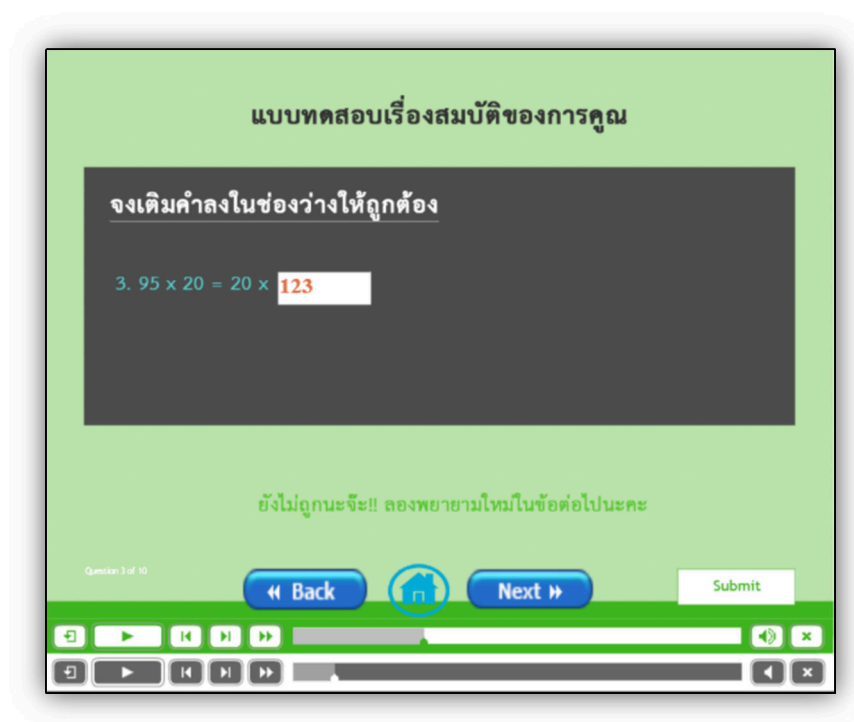 แบบทดสอบเรื่องสมบัติของการคูณ
จงเติมคำลงในช่องว่างให้ถูกต้อง
3. 95 x 20 = 20 x 123
ยังไม่ถูกนะจ๊ะ!! ลองพยายามใหม่ในข้อต่อไปนะคะ
Question 3 of 10
Back
Next
Submit